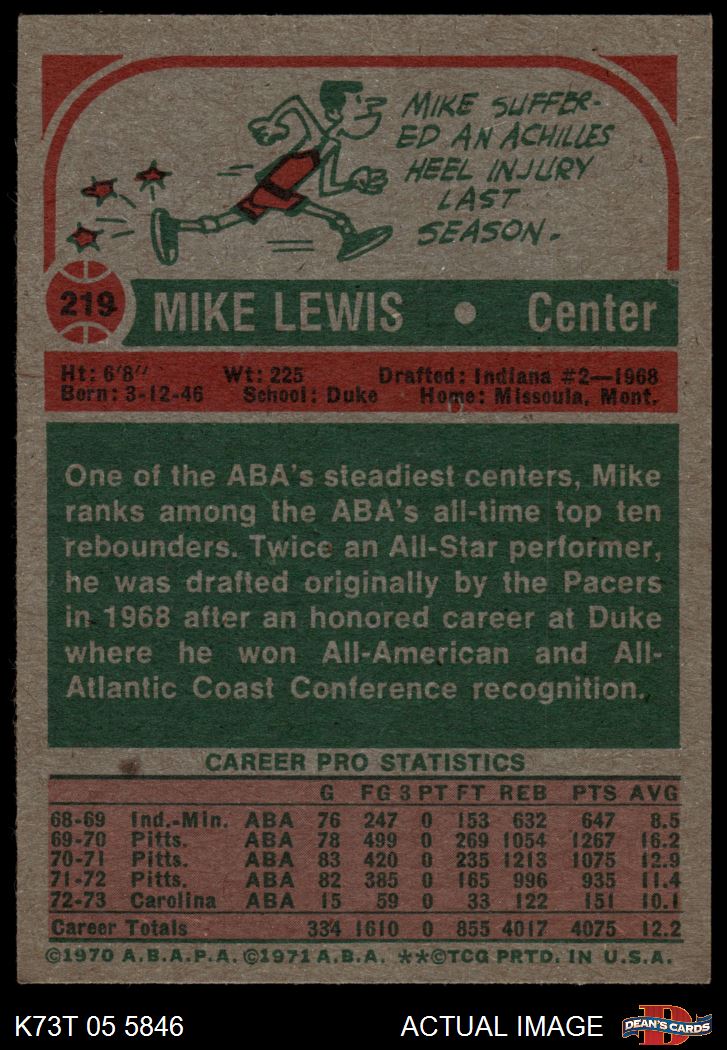 MIKE SUFFER-
ED AN ACHILLES
HEEL INJURY
LAST
SEASON.
219 MIKE LEWIS • Center
Ht: 6'8" Wt: 225 Drafted: Indiana #2—1968
Born: 3-12-46 School: Duke Home: Missoula, Mont.
One of the ABA's steadiest centers, Mike
ranks among the ABA's all-time top ten
rebounders. Twice an All-Star performer,
he was drafted originally by the Pacers
in 1968 after an honored career at Duke
where he won All-American and All-
Atlantic Coast Conference recognition.
CAREER PRO STATISTICS
G FG 3 PT FT REB PTS AVG
68-69 Ind.-Min. ABA 76 247 0 153 632 647 8.5
69-70 Pitts. ABA 78 499 0 269 1054 1267 16.2
70-71 Pitts. ABA 83 420 0 235 1213 1075 12.9
71-72 Pitts. ABA 82 385 0 165 996 935 11.4
72-73 Carolina ABA 15 59 0 33 122 151 10.1
Career Totals 334 1610 0 855 4017 4075 12.2
©1970 A.B.A.P.A. ©1971 A.B.A. **©TCG PRTD. IN U.S.A.
K73T 05 5846 ACTUAL IMAGE D DEAN'S CARDS